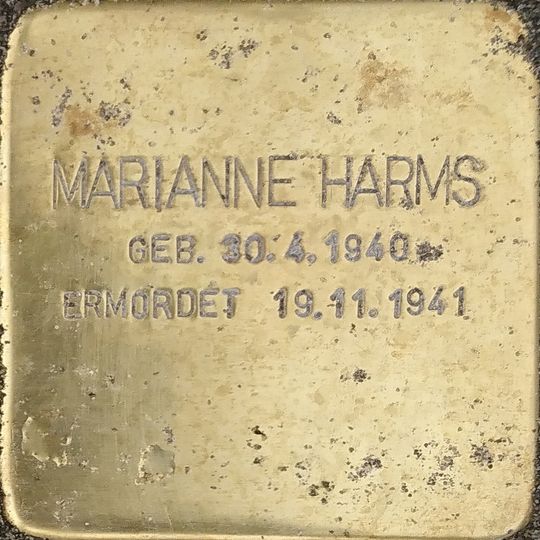 MARIANNE HARMS
GEB. 30.4.1940
ERMORDET 19.11.1941